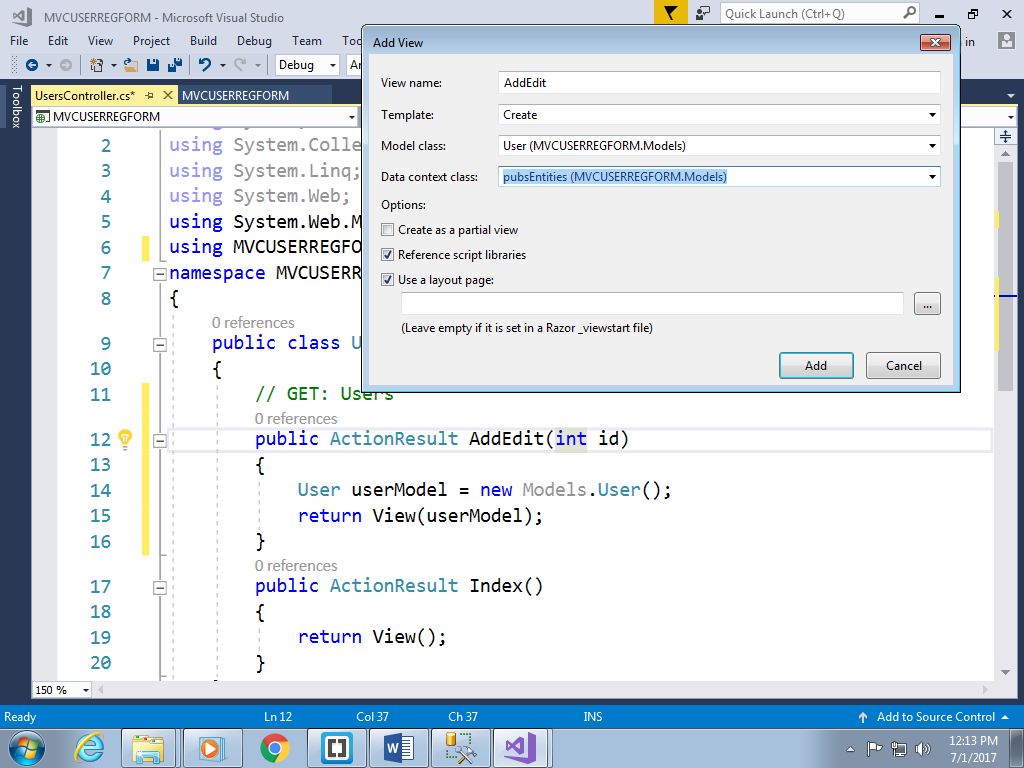 MVCUSERREGFORM - Microsoft Visual Studio
Quick Launch (Ctrl+Q)
File Edit View Project Build Debug Team
in
Debug
Toolbox
UsersController.cs*
MVCUSERREGFORM
MVCUSERREGFORM
2 using System.Colle
3 using System.Linq;
4 using System.Web;
5 using System.Web.M
6 using MVCUSERREGFO
7 namespace MVCUSERR
8 {
0 references
9 public class U
10 {
11 // GET: Users
0 references
12 public ActionResult AddEdit(int id)
13 {
14 User userModel = new Models.User();
15 return View(userModel);
16 }
0 references
17 public ActionResult Index()
18 {
19 return View();
20 }
Add View
View name: AddEdit
Template: Create
Model class: User (MVCUSERREGFORM.Models)
Data context class: pubsEntities (MVCUSERREGFORM.Models)
Options:
Create as a partial view
Reference script libraries
Use a layout page:
...
(Leave empty if it is set in a Razor _viewstart file)
Add Cancel
150 %
Ready Ln 12 Col 37 Ch 37 INS Add to Source Control
12:13 PM
7/1/2017